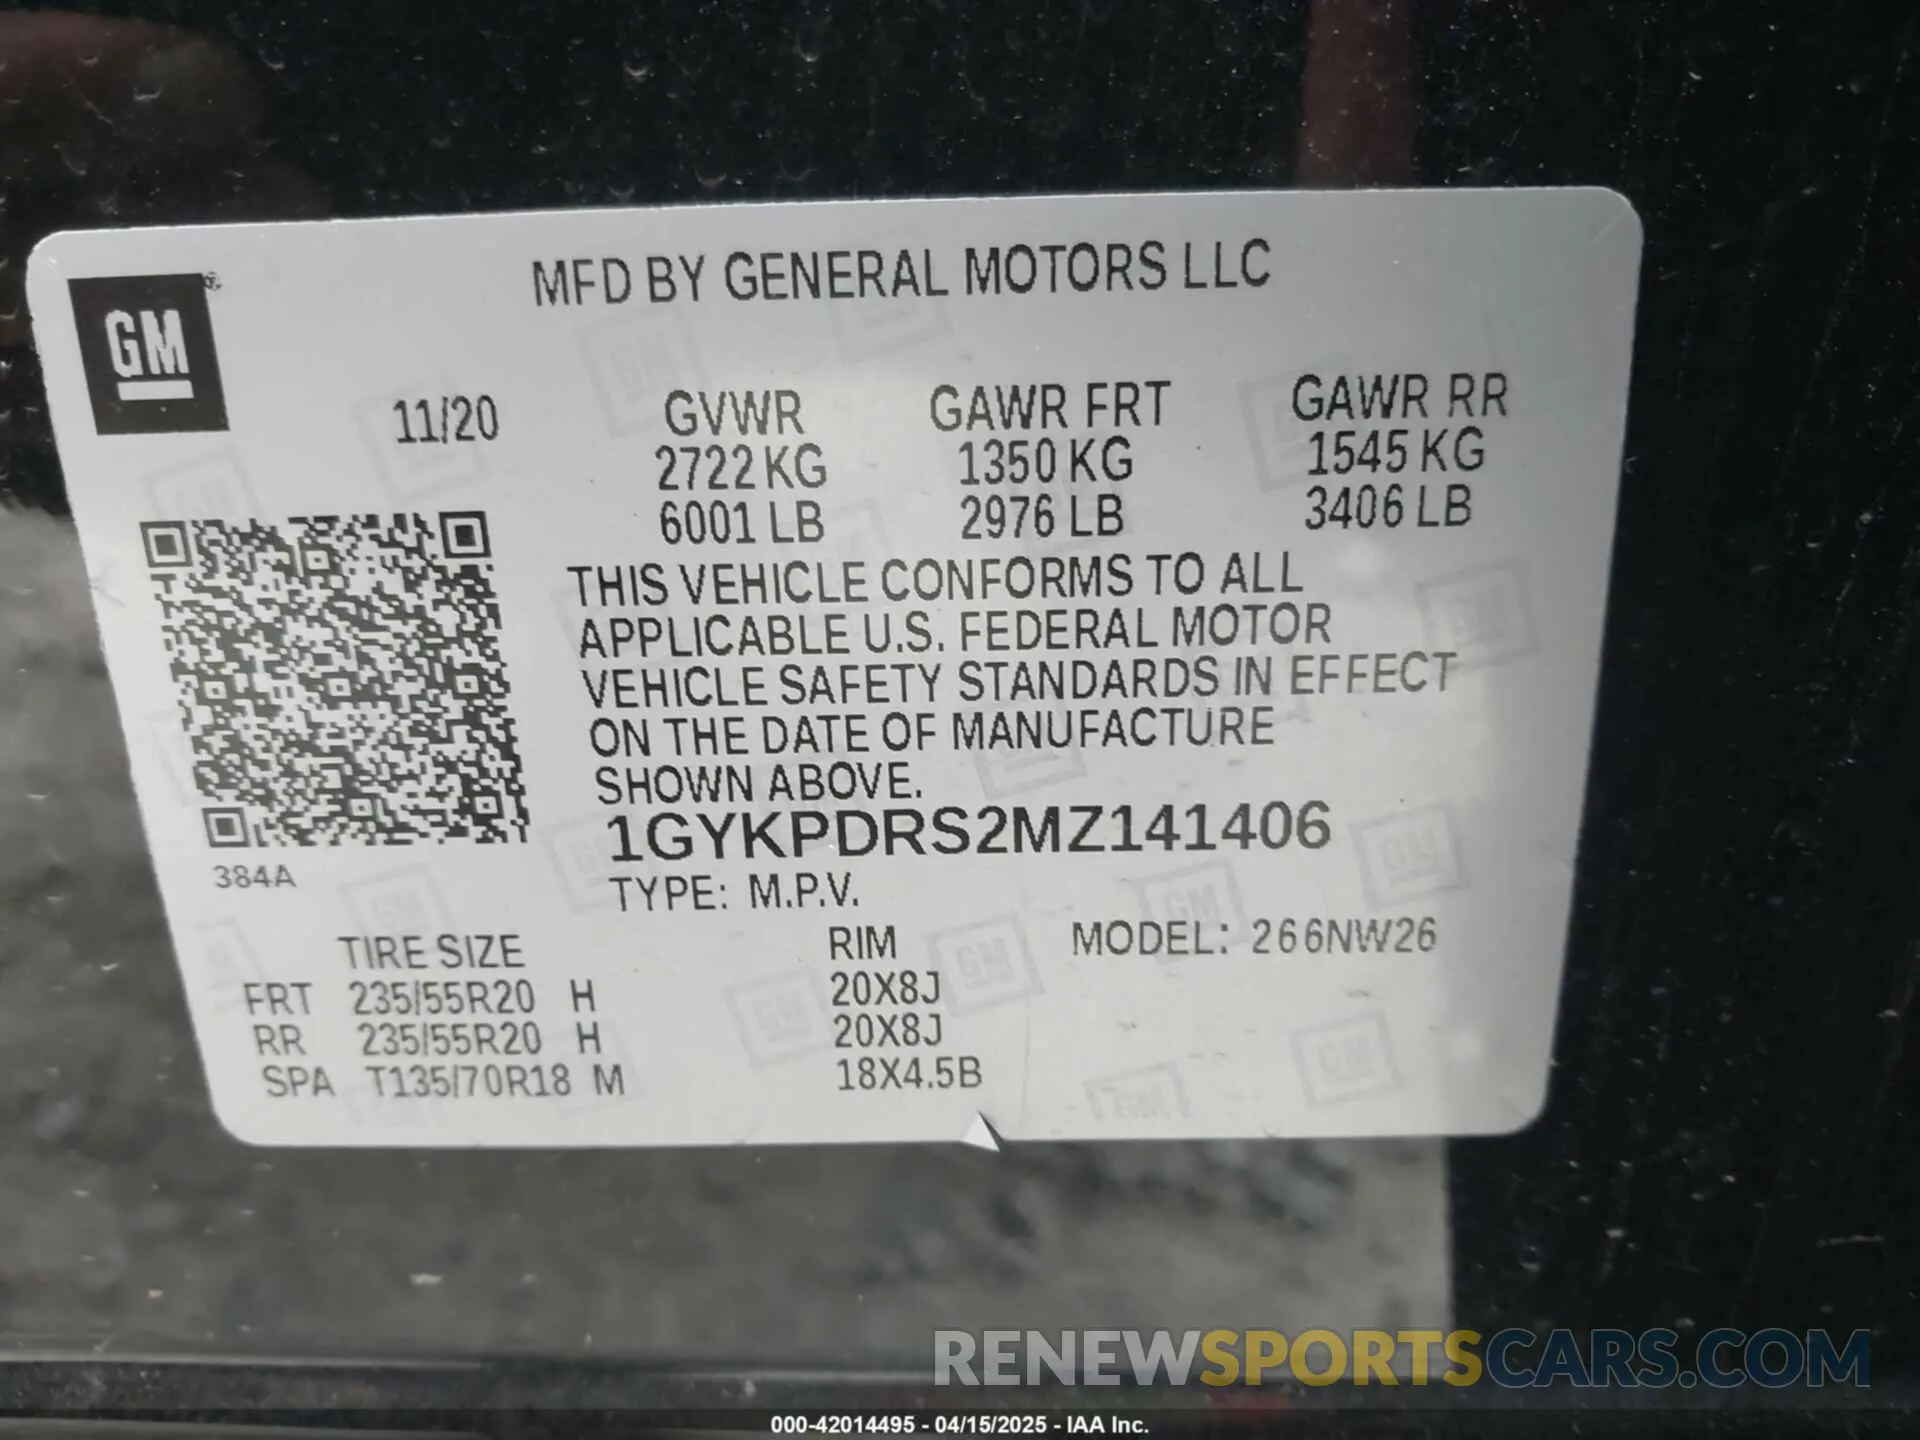 MFD BY GENERAL MOTORS LLC
GM ®
11/20 GVWR GAWR FRT GAWR RR
2722 KG 1350 KG 1545 KG
6001 LB 2976 LB 3406 LB
THIS VEHICLE CONFORMS TO ALL
APPLICABLE U.S. FEDERAL MOTOR
VEHICLE SAFETY STANDARDS IN EFFECT
ON THE DATE OF MANUFACTURE
SHOWN ABOVE.
1GYKPDRS2MZ141406
384A
TYPE: M.P.V.
TIRE SIZE RIM MODEL: 266NW26
FRT 235/55R20 H 20X8J
RR 235/55R20 H 20X8J
SPA T135/70R18 M 18X4.5B
RENEWSPORTSCARS.COM
000-42014495 - 04/15/2025 - IAA Inc.